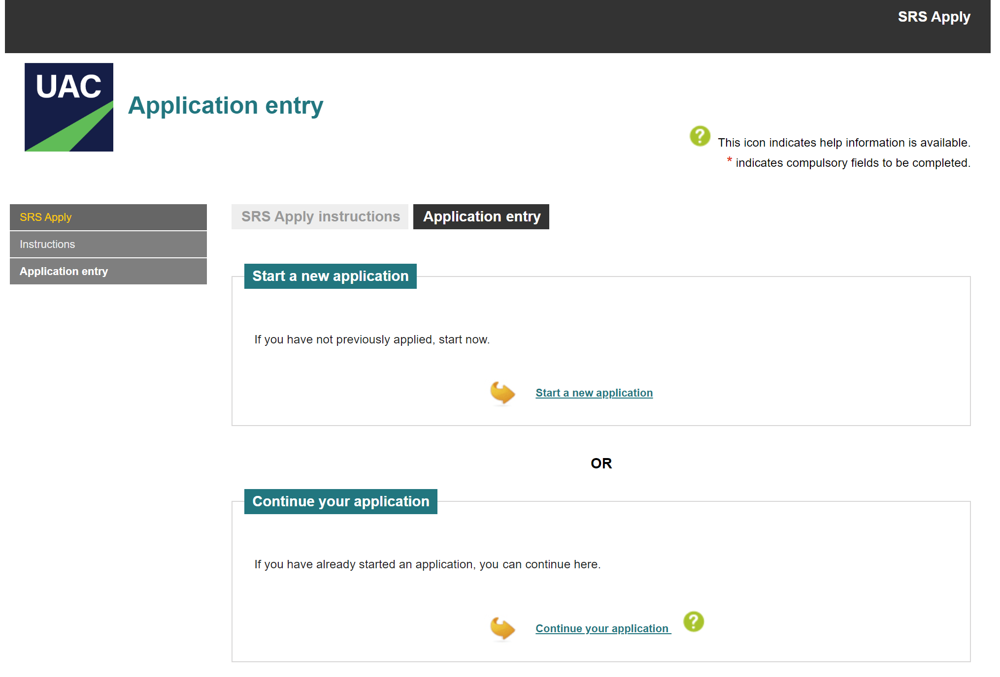 SRS Apply
UAC
Application entry
? This icon indicates help information is available.
* indicates compulsory fields to be completed.
SRS Apply
Instructions
Application entry
SRS Apply instructions Application entry
Start a new application
If you have not previously applied, start now.
Start a new application
OR
Continue your application
If you have already started an application, you can continue here.
Continue your application ?